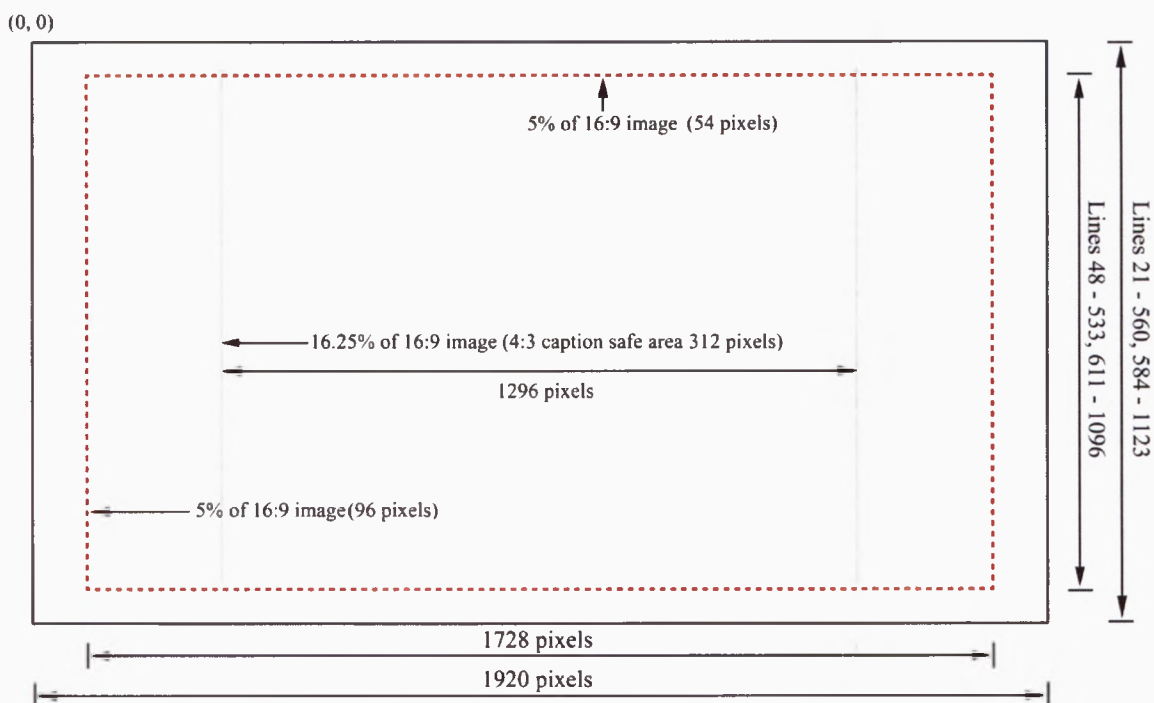 (0, 0)
5% of 16:9 image (54 pixels)
16.25% of 16:9 image (4:3 caption safe area 312 pixels)
1296 pixels
5% of 16:9 image (96 pixels)
Lines 48 - 533, 611 - 1096
Lines 21 - 560, 584 - 1123
1728 pixels
1920 pixels